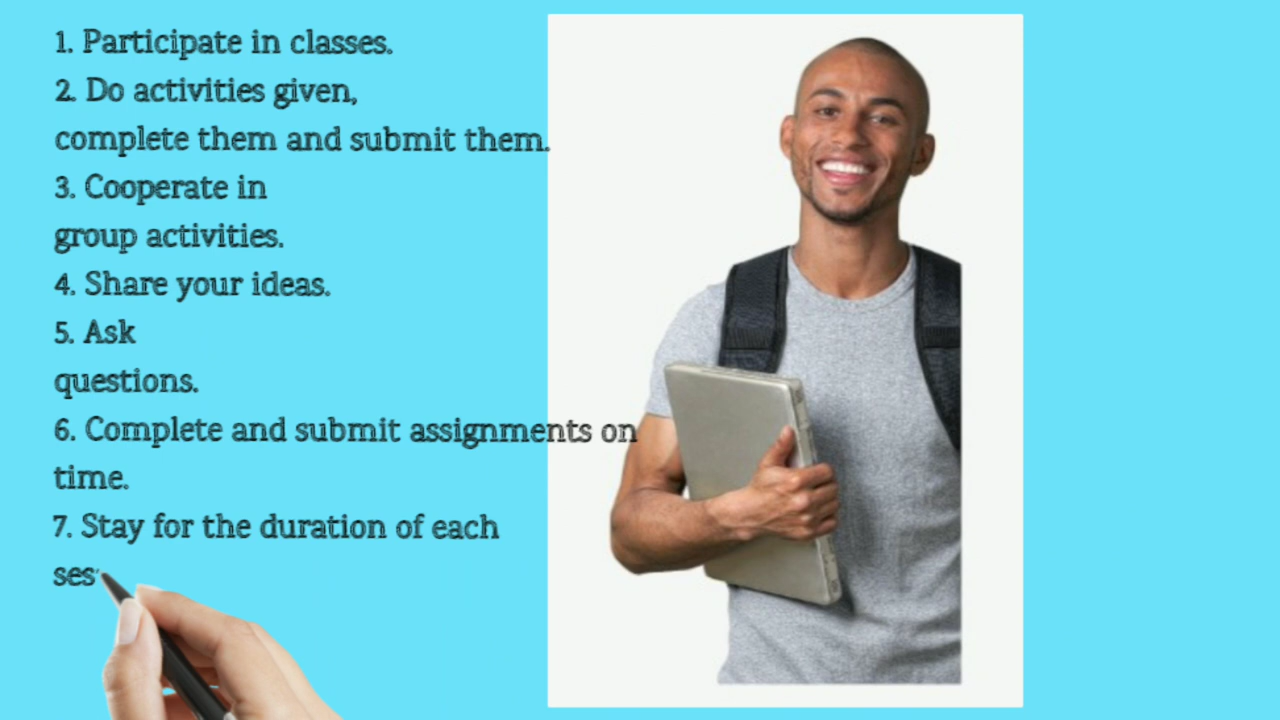 1. Participate in classes.
2. Do activities given,
complete them and submit them.
3. Cooperate in
group activities.
4. Share your ideas.
5. Ask
questions.
6. Complete and submit assignments on
time.
7. Stay for the duration of each
ses